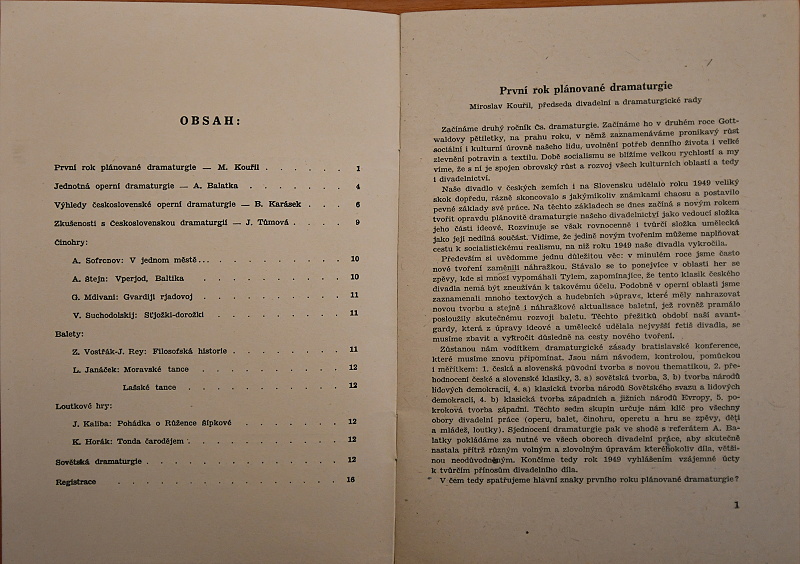 OBSAH:
První rok plánované dramaturgie — M. Kouřil . . . . . . 1
Jednotná operní dramaturgie — A. Balatka . . . . . . . 4
Výhledy československé operní dramaturgie — B. Karásek . . . 6
Zkušenosti s Československou dramaturgií — J. Tůmová . . . . 9
Činohry:
A. Sofronov: V jednom městě . . . . . . . . . . 10
A. Štejn: Vperjod, Baltika . . . . . . . . . . 10
G. Mdivani: Gvardiji rjadovoj . . . . . . . . . 11
V. Suchodolskij: Stjožki-dorožki . . . . . . . . . 11
Balety:
Z. Vostřák-J. Rey: Filosofská historie . . . . . . . . 11
L. Janáček: Moravské tance . . . . . . . . . . 12
Lašské tance . . . . . . . . . . 12
Loutkové hry:
J. Kaliba: Pohádka o Růžence Šípkové . . . . . . . 12
K. Horák: Tonda čarodějem . . . . . . . . . . 12
Sovětská dramaturgie . . . . . . . . . . . . 12
Registrace . . . . . . . . . . . . . . 16
První rok plánované dramaturgie
Miroslav Kouřil, předseda divadelní a dramaturgické rady
Začínáme druhý ročník Čs. dramaturgie. Začínáme ho v druhém roce Gott-
waldovy pětiletky, na prahu roku, v němž zaznamenáváme pronikavý růst
sociální i kulturní úrovně našeho lidu, uvolnění potřeb denního života i velké
zlevnění potravin a textilu. Době socialismu se blížíme velkou rychlostí a my
víme, že s ní je spojen obrovský růst a rozvoj všech kulturních oblastí a tedy
i divadelnictví.
Naše divadlo v českých zemích i na Slovensku udělalo roku 1949 veliký
skok dopředu, rázně skoncovalo s jakýmikoliv známkami chaosu a postavilo
pevné základy své práce. Na těchto základech se dnes začíná s novým rokem
tvořit opravdu plánovitě dramaturgie našeho divadelnictví jako vedoucí složka
jeho části ideové. Rozvinuje se však rovnocenně i tvůrčí složka umělecká
jako její nedílná součást. Vidíme, že jedině novým tvořením můžeme naplňovat
cestu k socialistickému realismu, na níž roku 1949 naše divadla vykročila.
Především si uvědomme jednu důležitou věc: v minulém roce jsme často
nové tvoření zaměnili náhražkou. Stávalo se to ponejvíce v oblasti her se
zpěvy, kde si mnozí vypomáhali Tylem, zapomínajíce, že tento klasik českého
divadla nemá být zneužíván k takovému účelu. Podobně v operní oblasti jsme
zaznamenali mnoho textových a hudebních »úprav«, které měly nahrazovat
novou tvorbu a stejně i náhražkové aktualisace baletní, jež rovněž pramálo
posloužily skutečnému rozvoji baletu. Těchto přežitků období naší avant-
gardy, která z úpravy ideové a umělecké udělala nejvyšší fetiš divadla, se
musíme zbavit a vykročit důsledně na cesty nového tvoření.
Zůstanou nám vodítkem dramaturgické zásady bratislavské konference,
které musíme znovu připomínat. Jsou nám návodem, kontrolou, pomůckou
i měřítkem: 1. česká a slovenská původní tvorba s novou thematikou, 2. pře-
hodnocení české a slovenské klasiky, 3. a) sovětská tvorba, 3. b) tvorba národů
lidových demokracií, 4. a) klasická tvorba národů Sovětského svazu a lidových
demokracií, 4. b) klasická tvorba západních a jižních národů Evropy, 5. po-
kroková tvorba západní. Těchto sedm skupin určuje nám klíč pro všechny
obory divadelní práce (operu, balet, činohru, operetu a hru se zpěvy, děti
a mládež, loutky). Sjednocení dramaturgie pak ve shodě s referátem A. Ba-
latky pokládáme za nutné ve všech oborech divadelní práce, aby skutečně
nastala přítrž různým volným a zlovolným úpravám kteréhokoliv díla, větši-
nou neodůvodněným. Končíme tedy rok 1949 vyhlášením vzájemné úcty
k tvůrčím přínosům divadelního díla.
V čem tedy spatřujeme hlavní znaky prvního roku plánované dramaturgie?
1